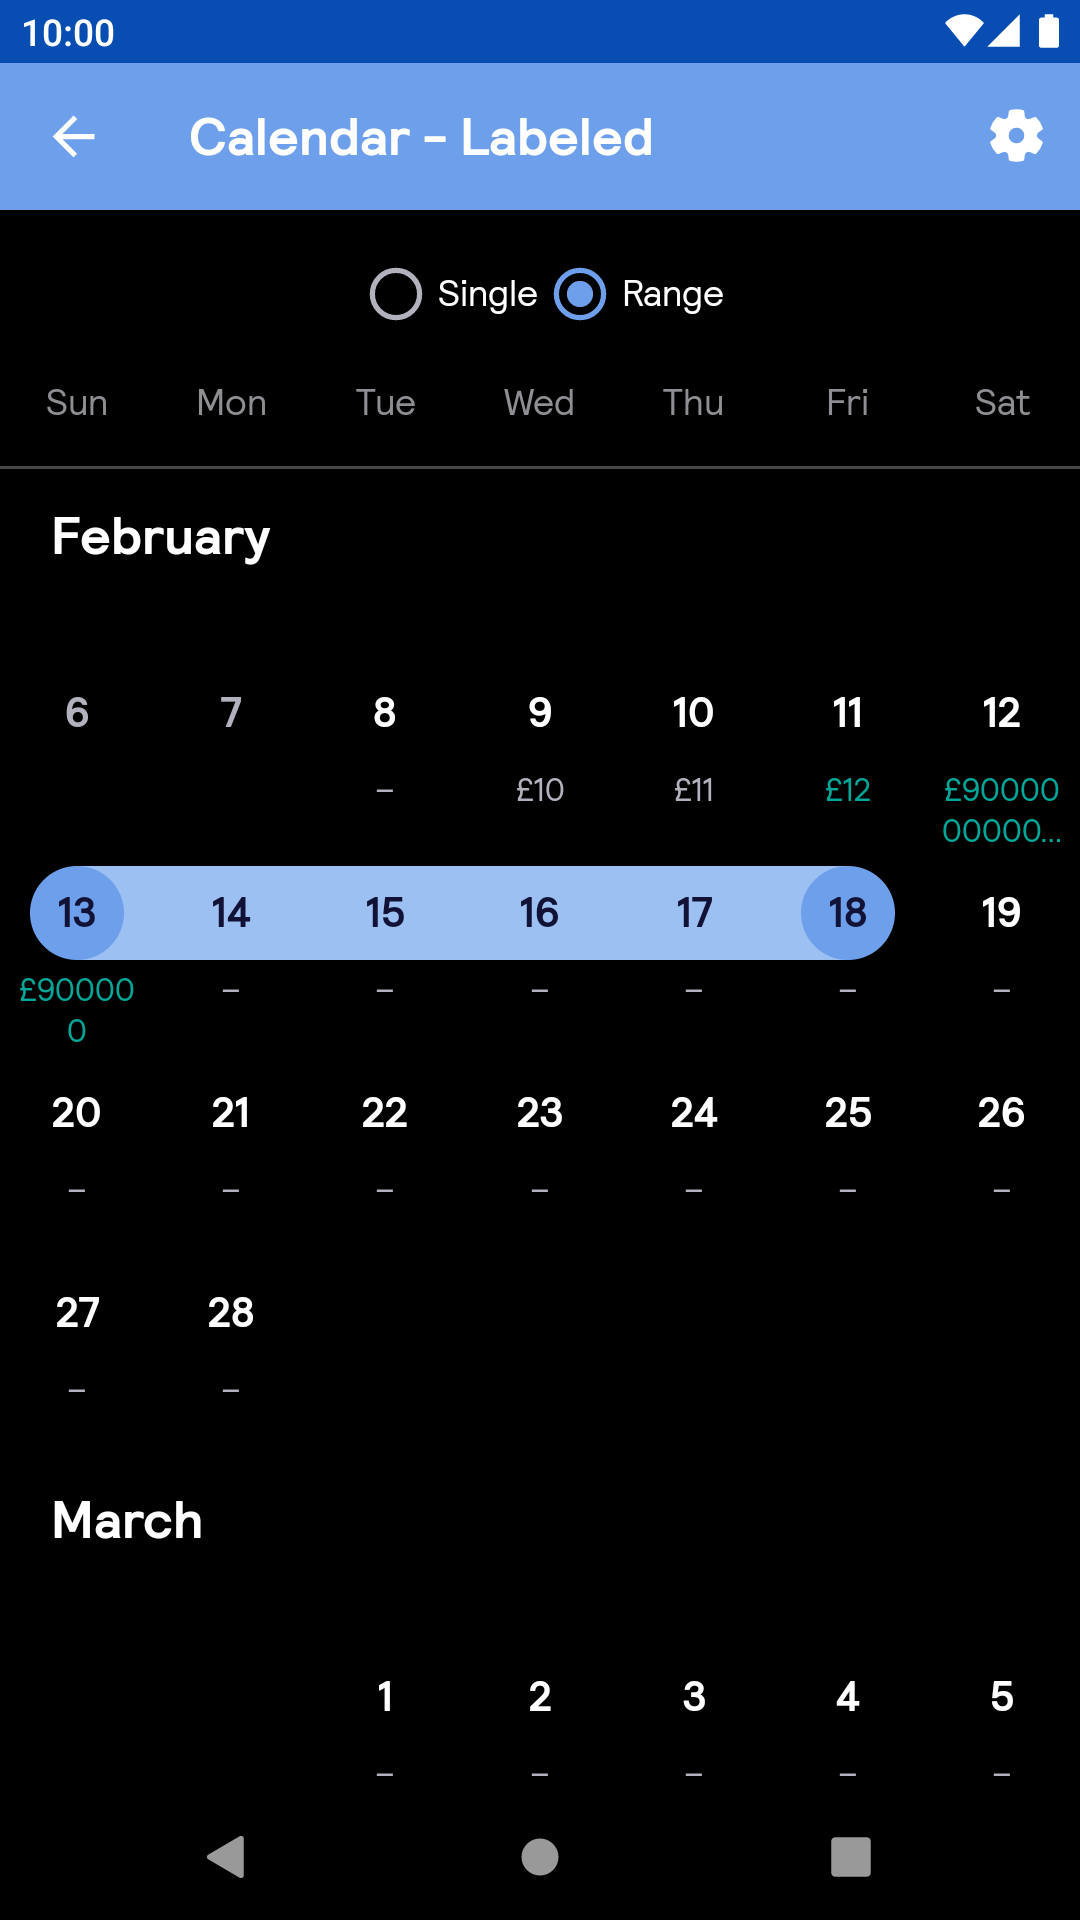 10:00
Calendar - Labeled
Single Range
Sun Mon Tue Wed Thu Fri Sat
February
6 7 8 9 10 11 12
– £10 £11 £12 £90000
00000...
13 14 15 16 17 18 19
£90000 – – – – – –
0
20 21 22 23 24 25 26
– – – – – – –
27 28
– –
March
1 2 3 4 5
– – – – –